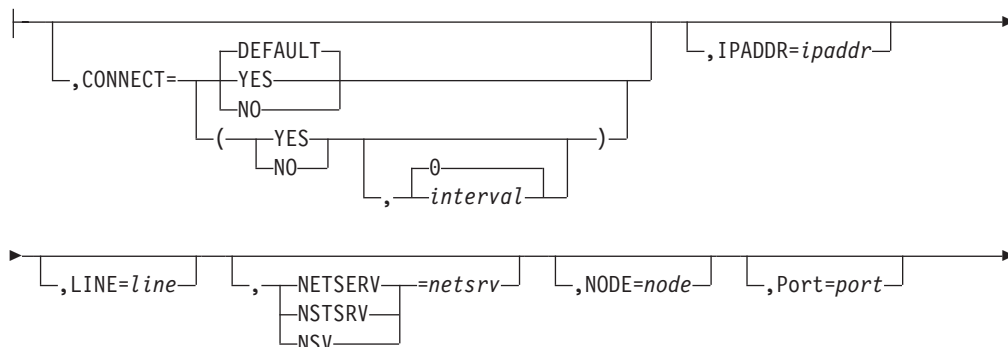 DEFAULT
,IPADDR=ipaddr
,CONNECT=
YES
NO
( YES )
NO
0
, interval
,LINE=line
, NETSERV =netsrv
,NODE=node
,Port=port
NSTSRV
NSV